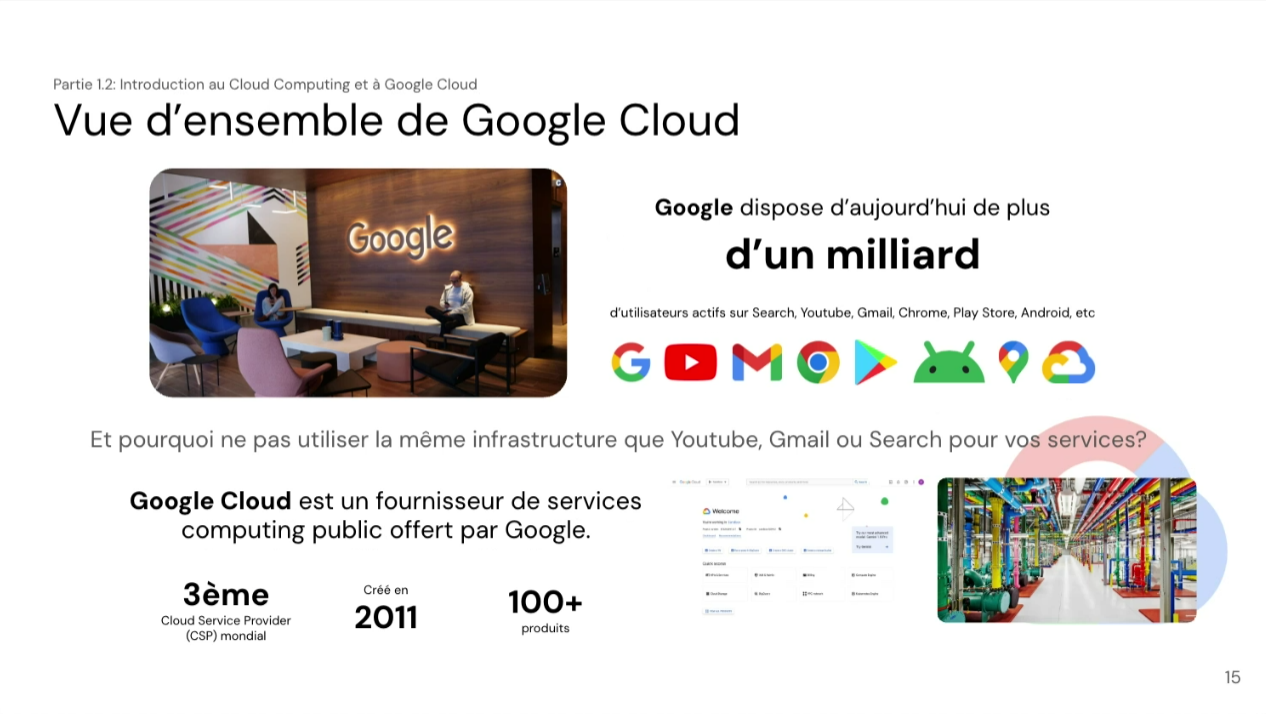 Partie 1.2: Introduction au Cloud Computing et à Google Cloud
Vue d’ensemble de Google Cloud
Google
Google dispose d’aujourd’hui de plus
d’un milliard
d’utilisateurs actifs sur Search, Youtube, Gmail, Chrome, Play Store, Android, etc
Et pourquoi ne pas utiliser la même infrastructure que Youtube, Gmail ou Search pour vos services?
Google Cloud est un fournisseur de services
computing public offert par Google.
Welcome
3ème
Cloud Service Provider
(CSP) mondial
Créé en
2011
100+
produits
15